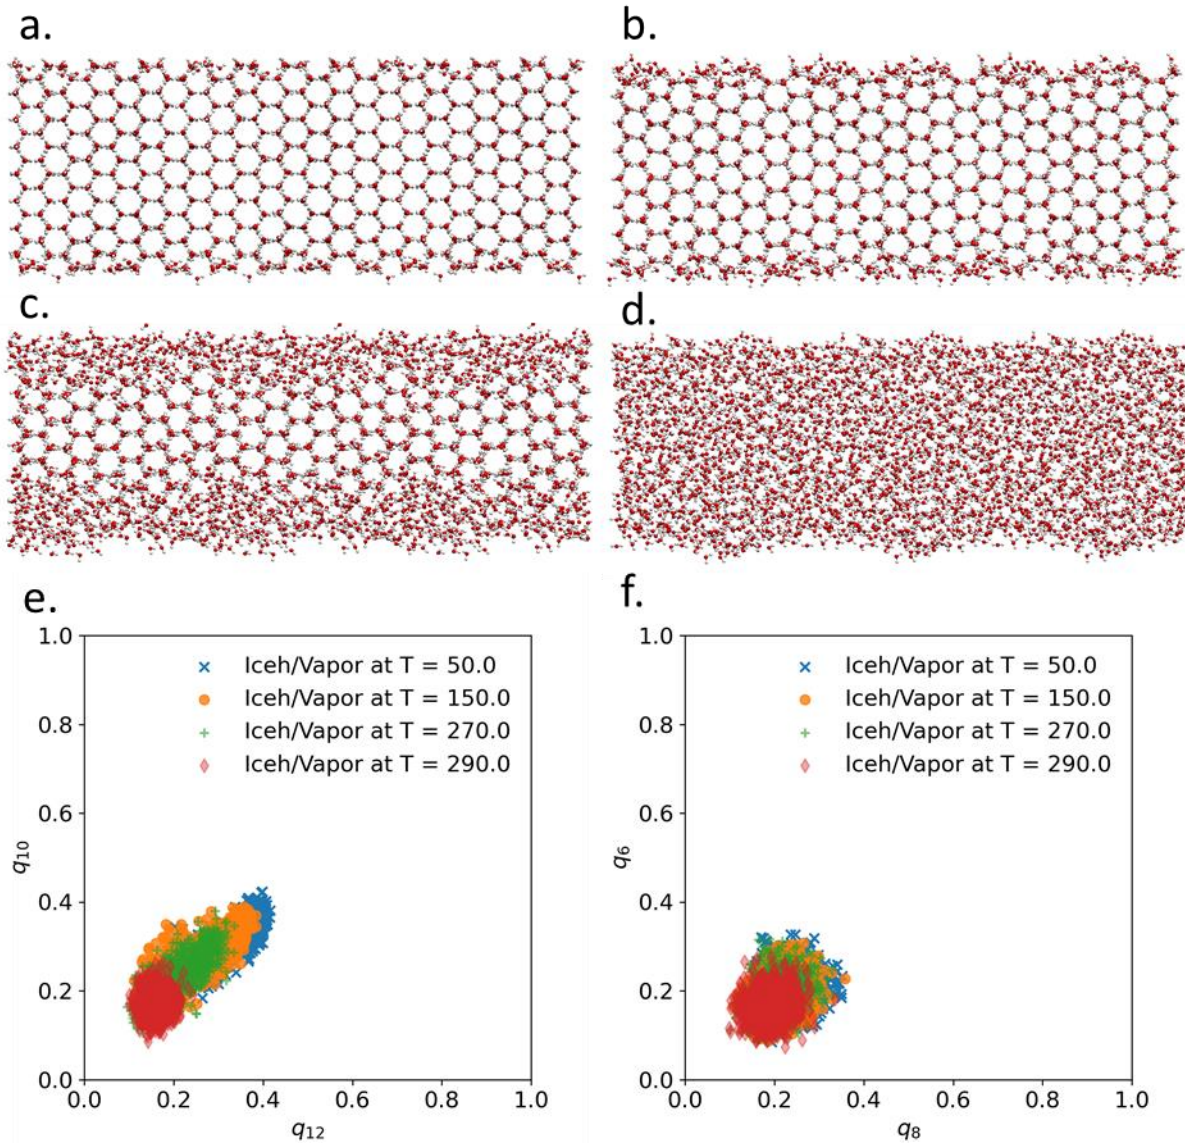 a.
b.
c.
d.
e.
1.0
0.8
0.6
0.4
0.2
0.0
q10
Iceh/Vapor at T = 50.0
Iceh/Vapor at T = 150.0
Iceh/Vapor at T = 270.0
Iceh/Vapor at T = 290.0
0.0 0.2 0.4 0.6 0.8 1.0
q12
f.
1.0
0.8
0.6
0.4
0.2
0.0
q6
Iceh/Vapor at T = 50.0
Iceh/Vapor at T = 150.0
Iceh/Vapor at T = 270.0
Iceh/Vapor at T = 290.0
0.0 0.2 0.4 0.6 0.8 1.0
q8